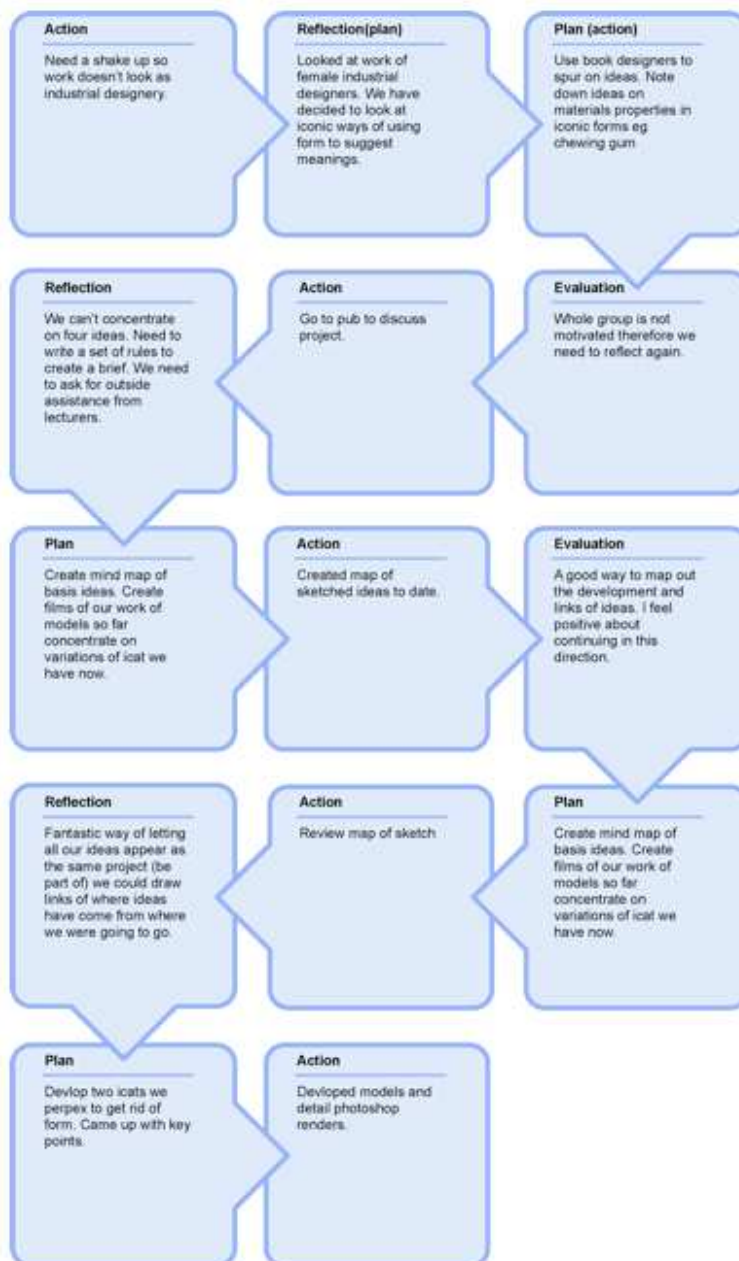 Action
Need a shake up so
work doesn't look as
industrial designery.
Reflection(plan)
Looked at work of
female industrial
designers. We have
decided to look at
iconic ways of using
form to suggest
meanings.
Plan (action)
Use book designers to
spur on ideas. Note
down ideas on
materials properties in
iconic forms eg
chewing gum
Evaluation
Whole group is not
motivated therefore we
need to reflect again.
Action
Go to pub to discuss
project.
Reflection
We can't concentrate
on four ideas. Need to
write a set of rules to
create a brief. We need
to ask for outside
assistance from
lecturers.
Plan
Create mind map of
basis ideas. Create
films of our work of
models so far
concentrate on
variations of icat we
have now.
Action
Created map of
sketched ideas to date.
Evaluation
A good way to map out
the development and
links of ideas. I feel
positive about
continuing in this
direction.
Plan
Create mind map of
basis ideas. Create
films of our work of
models so far
concentrate on
variations of icat we
have now.
Action
Review map of sketch
Reflection
Fantastic way of letting
all our ideas appear as
the same project (be
part of) we could draw
links of where ideas
have come from where
we were going to go.
Plan
Devlop two icats we
perpex to get rid of
form. Came up with key
points.
Action
Devloped models and
detail photoshop
renders.